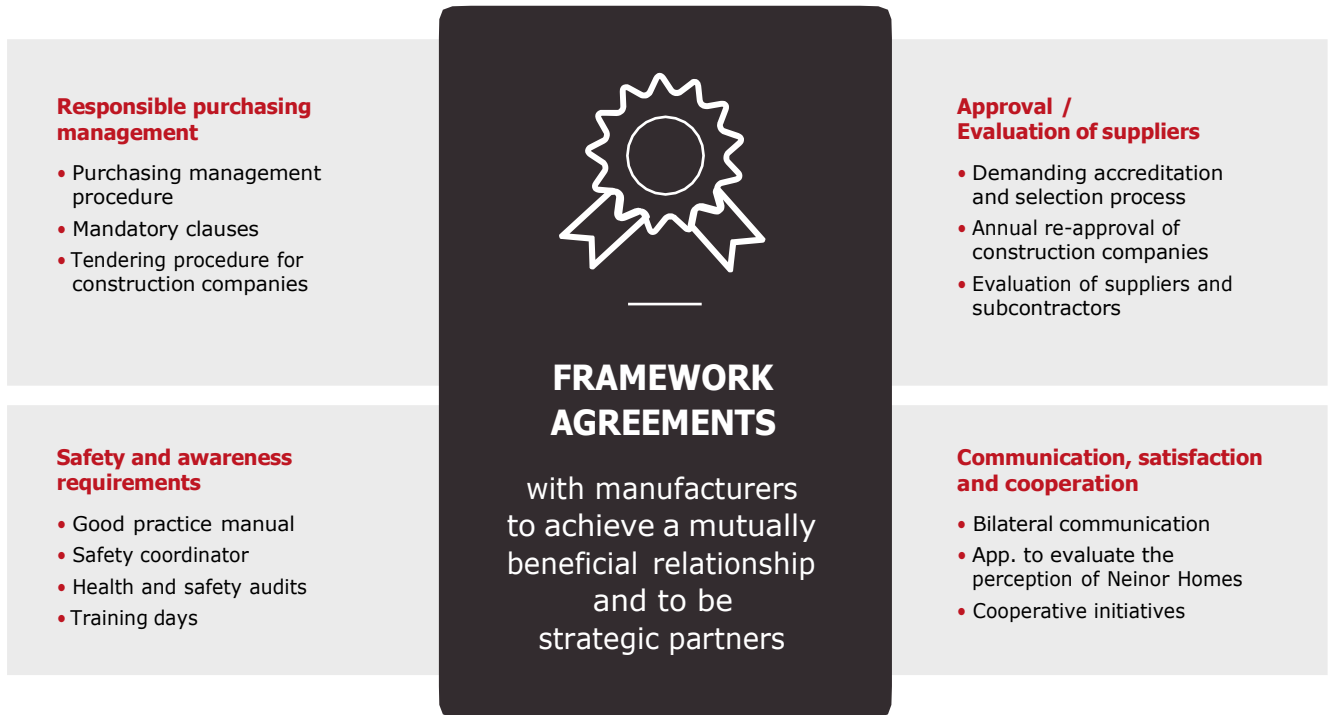 Responsible purchasing
management
• Purchasing management
procedure
• Mandatory clauses
• Tendering procedure for
construction companies
Safety and awareness
requirements
• Good practice manual
• Safety coordinator
• Health and safety audits
• Training days
FRAMEWORK
AGREEMENTS
with manufacturers
to achieve a mutually
beneficial relationship
and to be
strategic partners
Approval /
Evaluation of suppliers
• Demanding accreditation
and selection process
• Annual re-approval of
construction companies
• Evaluation of suppliers and
subcontractors
Communication, satisfaction
and cooperation
• Bilateral communication
• App. to evaluate the
perception of Neinor Homes
• Cooperative initiatives